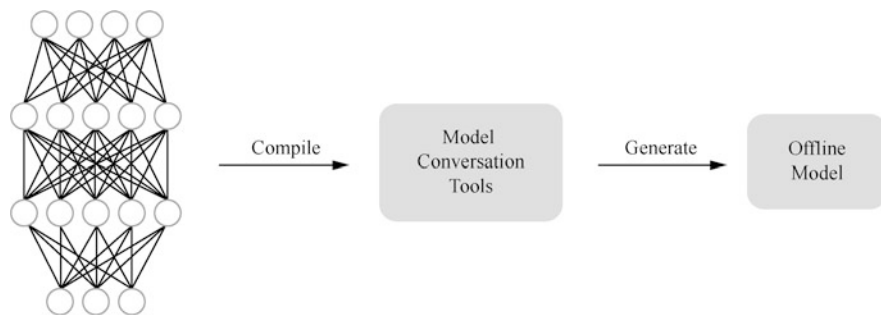 Compile
Model
Conversation
Tools
Generate
Offline
Model